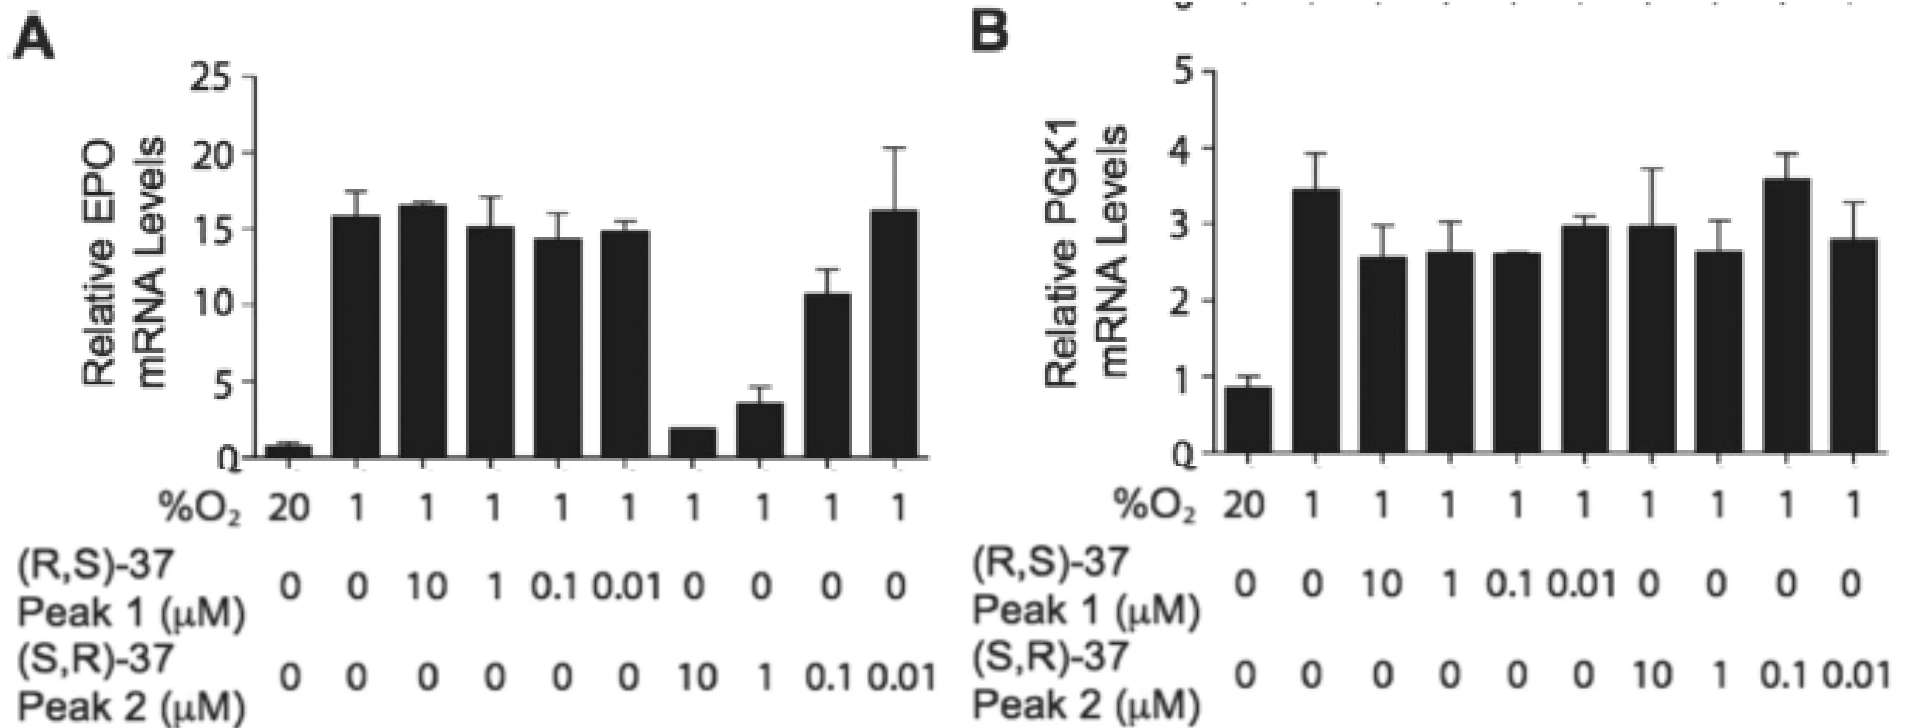 A
Relative EPO
mRNA Levels
25
20
15
10
5
0
%O₂ 20 1 1 1 1 1 1 1 1 1
(R,S)-37
Peak 1 (μM) 0 0 10 1 0.1 0.01 0 0 0 0
(S,R)-37
Peak 2 (μM) 0 0 0 0 0 0 10 1 0.1 0.01
B
Relative PGK1
mRNA Levels
5
4
3
2
1
0
%O₂ 20 1 1 1 1 1 1 1 1 1
(R,S)-37
Peak 1 (μM) 0 0 10 1 0.1 0.01 0 0 0 0
(S,R)-37
Peak 2 (μM) 0 0 0 0 0 0 10 1 0.1 0.01